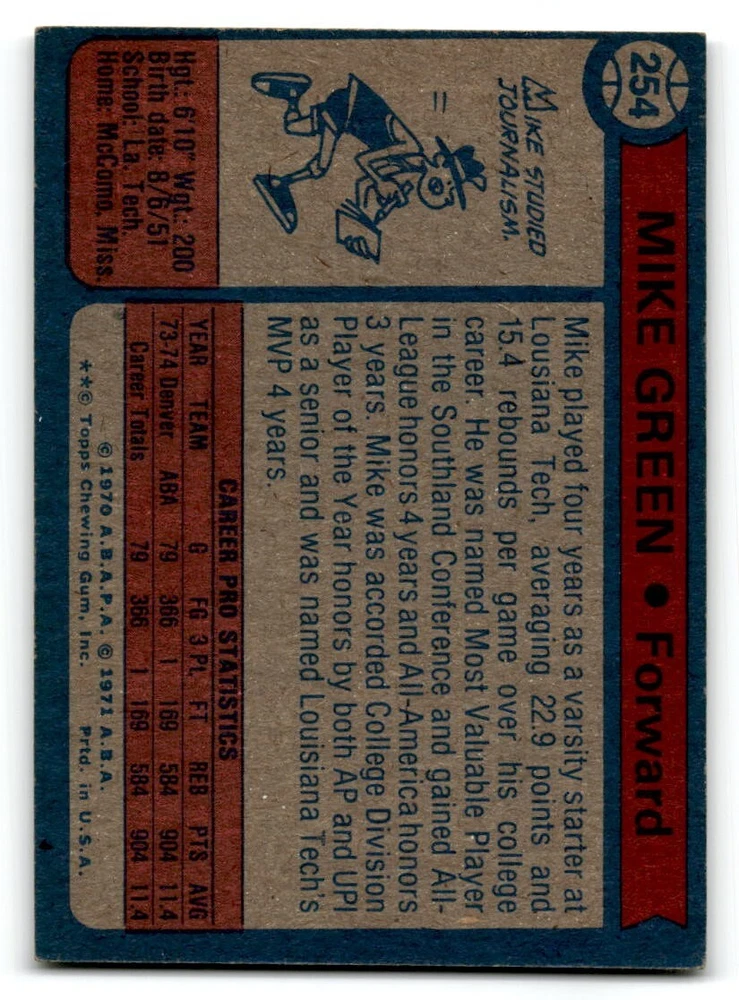 254
MIKE GREEN • Forward
MIKE STUDIED
JOURNALISM.
=
Hgt: 6'10" Wgt: 200
Birth date: 8/6/51
School: La. Tech.
Home: McComo, Miss.
Mike played four years as a varsity starter at
Lousiana Tech, averaging 22.9 points and
15.4 rebounds per game over his college
career. He was named Most Valuable Player
in the Southland Conference and gained All-
League honors 4 years and All-America honors
3 years. Mike was accorded College Division
Player of the Year honors by both AP and UPI
as a senior and was named Louisiana Tech's
MVP 4 years.
CAREER PRO STATISTICS
YEAR TEAM G FG 3 PL FT REB PTS AVG
73-74 Denver ABA 79 366 1 169 584 904 11.4
Career Totals 79 366 1 169 584 904 11.4
© 1970 A.B.A.P.A. © 1971 A.B.A.
**© Topps Chewing Gum, Inc. Prtd. in U.S.A.